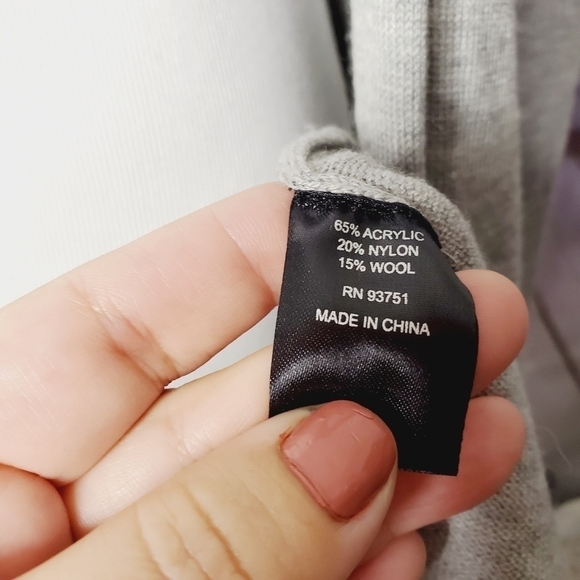 65% ACRYLIC
20% NYLON
15% WOOL
RN 93751
MADE IN CHINA